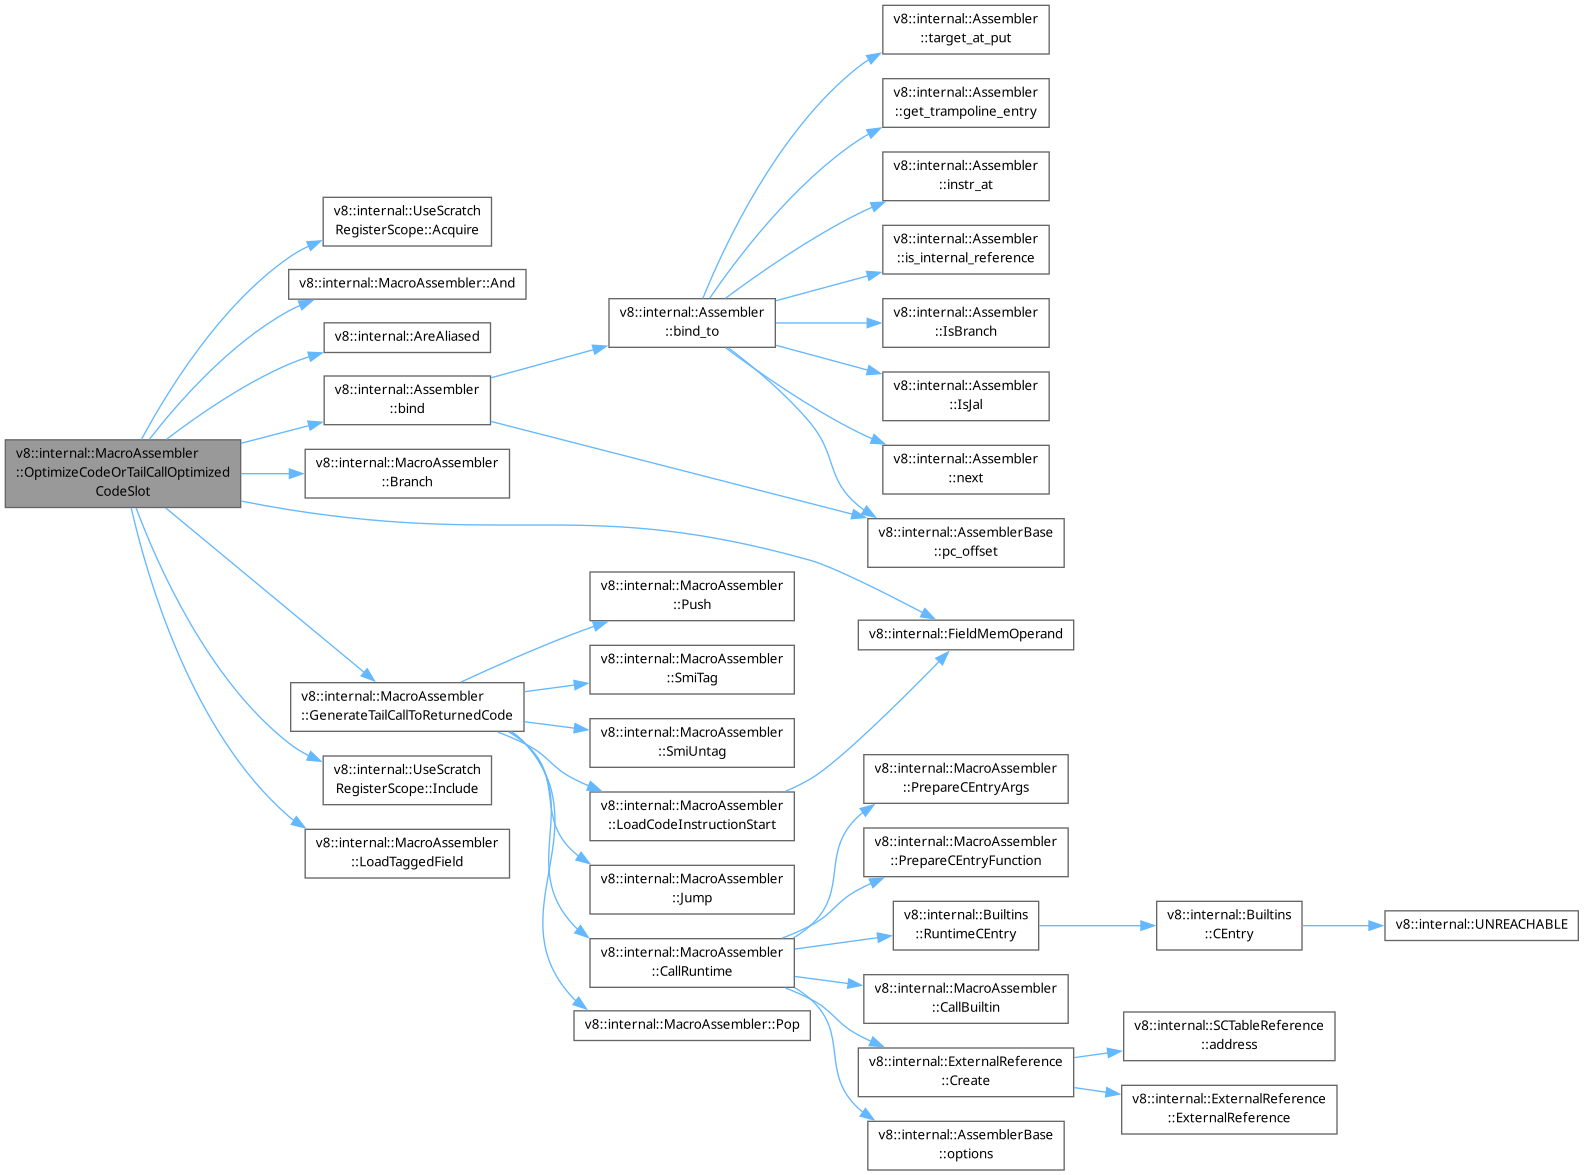 v8::internal::MacroAssembler
::OptimizeCodeOrTailCallOptimized
CodeSlot
v8::internal::UseScratch
RegisterScope::Acquire
v8::internal::MacroAssembler::And
v8::internal::AreAliased
v8::internal::Assembler
::bind
v8::internal::MacroAssembler
::Branch
v8::internal::MacroAssembler
::GenerateTailCallToReturnedCode
v8::internal::UseScratch
RegisterScope::Include
v8::internal::MacroAssembler
::LoadTaggedField
v8::internal::Assembler
::bind_to
v8::internal::MacroAssembler
::Push
v8::internal::MacroAssembler
::SmiTag
v8::internal::MacroAssembler
::SmiUntag
v8::internal::MacroAssembler
::LoadCodeInstructionStart
v8::internal::MacroAssembler
::Jump
v8::internal::MacroAssembler
::CallRuntime
v8::internal::MacroAssembler::Pop
v8::internal::Assembler
::target_at_put
v8::internal::Assembler
::get_trampoline_entry
v8::internal::Assembler
::instr_at
v8::internal::Assembler
::is_internal_reference
v8::internal::Assembler
::IsBranch
v8::internal::Assembler
::IsJal
v8::internal::Assembler
::next
v8::internal::AssemblerBase
::pc_offset
v8::internal::FieldMemOperand
v8::internal::MacroAssembler
::PrepareCEntryArgs
v8::internal::MacroAssembler
::PrepareCEntryFunction
v8::internal::Builtins
::RuntimeCEntry
v8::internal::MacroAssembler
::CallBuiltin
v8::internal::ExternalReference
::Create
v8::internal::AssemblerBase
::options
v8::internal::Builtins
::CEntry
v8::internal::SCTableReference
::address
v8::internal::ExternalReference
::ExternalReference
v8::internal::UNREACHABLE